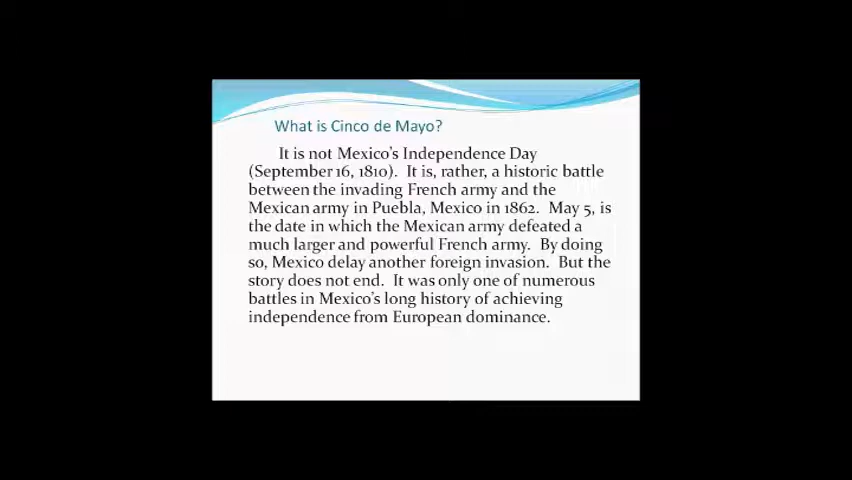 What is Cinco de Mayo?
It is not Mexico's Independence Day
(September 16, 1810). It is, rather, a historic battle
between the invading French army and the
Mexican army in Puebla, Mexico in 1862. May 5, is
the date in which the Mexican army defeated a
much larger and powerful French army. By doing
so, Mexico delay another foreign invasion. But the
story does not end. It was only one of numerous
battles in Mexico's long history of achieving
independence from European dominance.